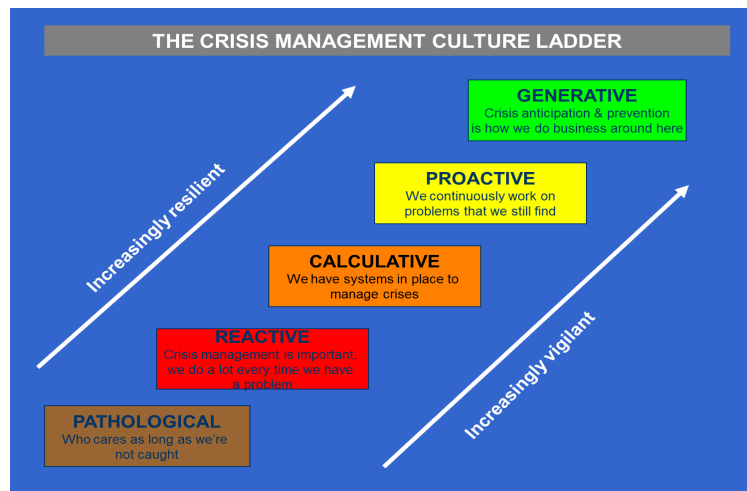 THE CRISIS MANAGEMENT CULTURE LADDER
GENERATIVE
Crisis anticipation & prevention
is how we do business around here
PROACTIVE
We continuously work on
problems that we still find
CALCULATIVE
We have systems in place to
manage crises
REACTIVE
Crisis management is important,
we do a lot every time we have
a problem
PATHOLOGICAL
Who cares as long as we're
not caught
Increasingly resilient
Increasingly vigilant